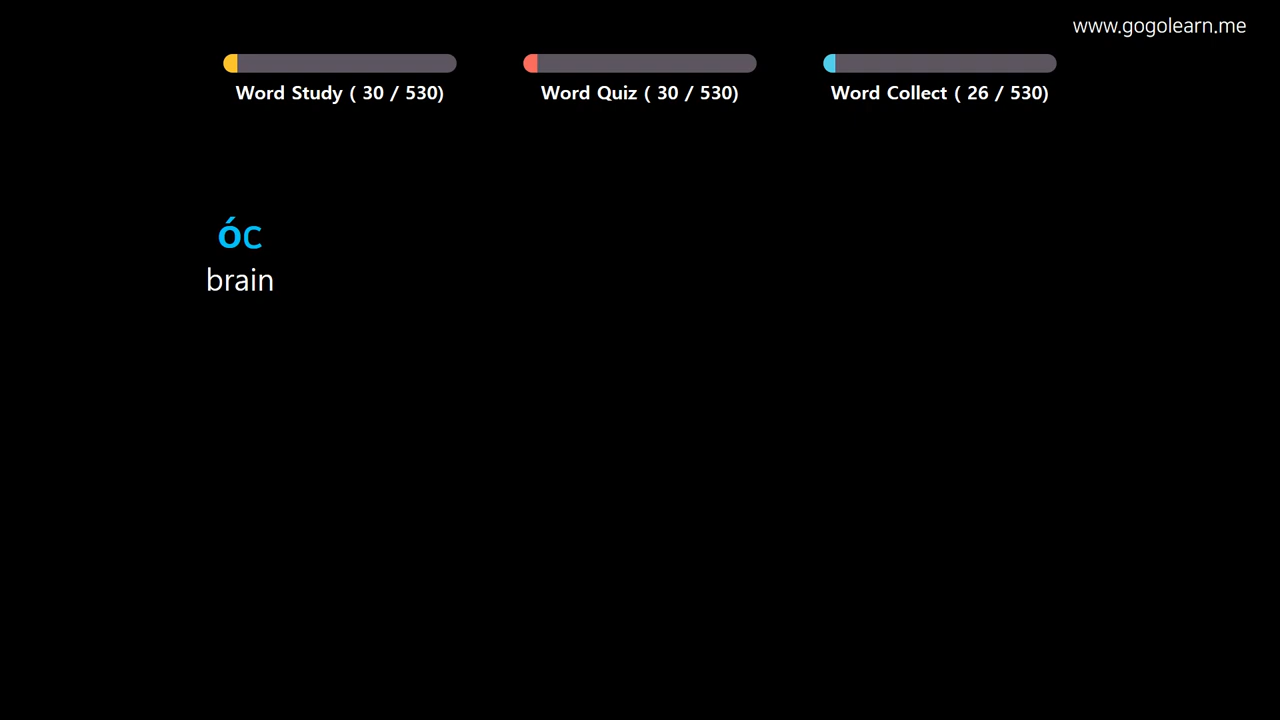 www.gogolearn.me
Word Study ( 30 / 530)
Word Quiz ( 30 / 530)
Word Collect ( 26 / 530)
óc
brain